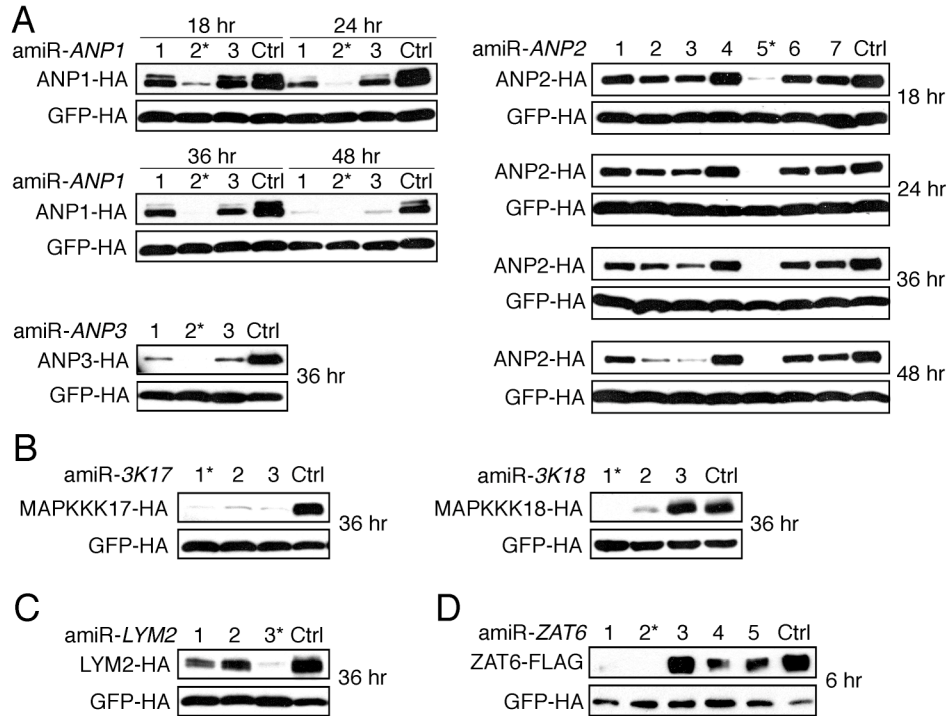 A
18 hr 24 hr
amiR-ANP1 1 2* 3 Ctrl 1 2* 3 Ctrl
ANP1-HA
GFP-HA
36 hr 48 hr
amiR-ANP1 1 2* 3 Ctrl 1 2* 3 Ctrl
ANP1-HA
GFP-HA
amiR-ANP3 1 2* 3 Ctrl
ANP3-HA
36 hr
GFP-HA
amiR-ANP2 1 2 3 4 5* 6 7 Ctrl
ANP2-HA
18 hr
GFP-HA
ANP2-HA
24 hr
GFP-HA
ANP2-HA
36 hr
GFP-HA
ANP2-HA
48 hr
GFP-HA
B
amiR-3K17 1* 2 3 Ctrl
MAPKKK17-HA
36 hr
GFP-HA
amiR-3K18 1* 2 3 Ctrl
MAPKKK18-HA
36 hr
GFP-HA
C
amiR-LYM2 1 2 3* Ctrl
LYM2-HA
36 hr
GFP-HA
D
amiR-ZAT6 1 2* 3 4 5 Ctrl
ZAT6-FLAG
6 hr
GFP-HA